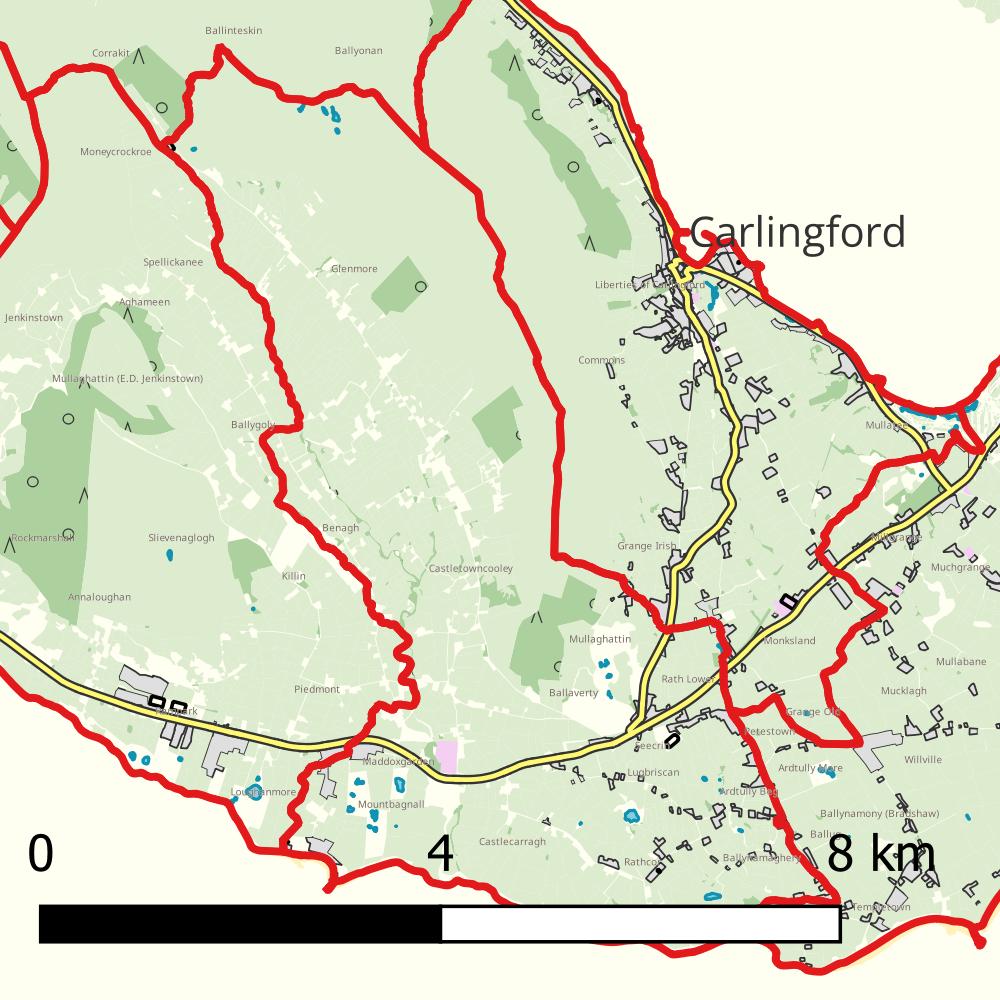 Ballinteskin
Corrakit
Ballyonan
Moneycrockroe
Carlingford
Spellickanee
Glenmore
Liberties of Carlingford
Aghameen
Jenkinstown
Commons
Mullaghattin (E.D. Jenkinstown)
Ballygoly
Mullatee
Benagh
Rockmarshall
Slievenaglogh
Grange Irish
Millgrange
Castletowncooley
Muchgrange
Killin
Annaloughan
Mullaghattin
Monksland
Mullabane
Rath Lower
Piedmont
Ballaverty
Mucklagh
Rampark
Grange Old
Petestown
Seecrin
Willville
Maddoxgarden
Ardtully More
Lugbriscan
Loughanmore
Ardtully Beg
Mountbagnall
Ballynamony (Bradshaw)
Castlecarragh
Rathcor
Ballynamaghery
0 4 8 km
Templetown